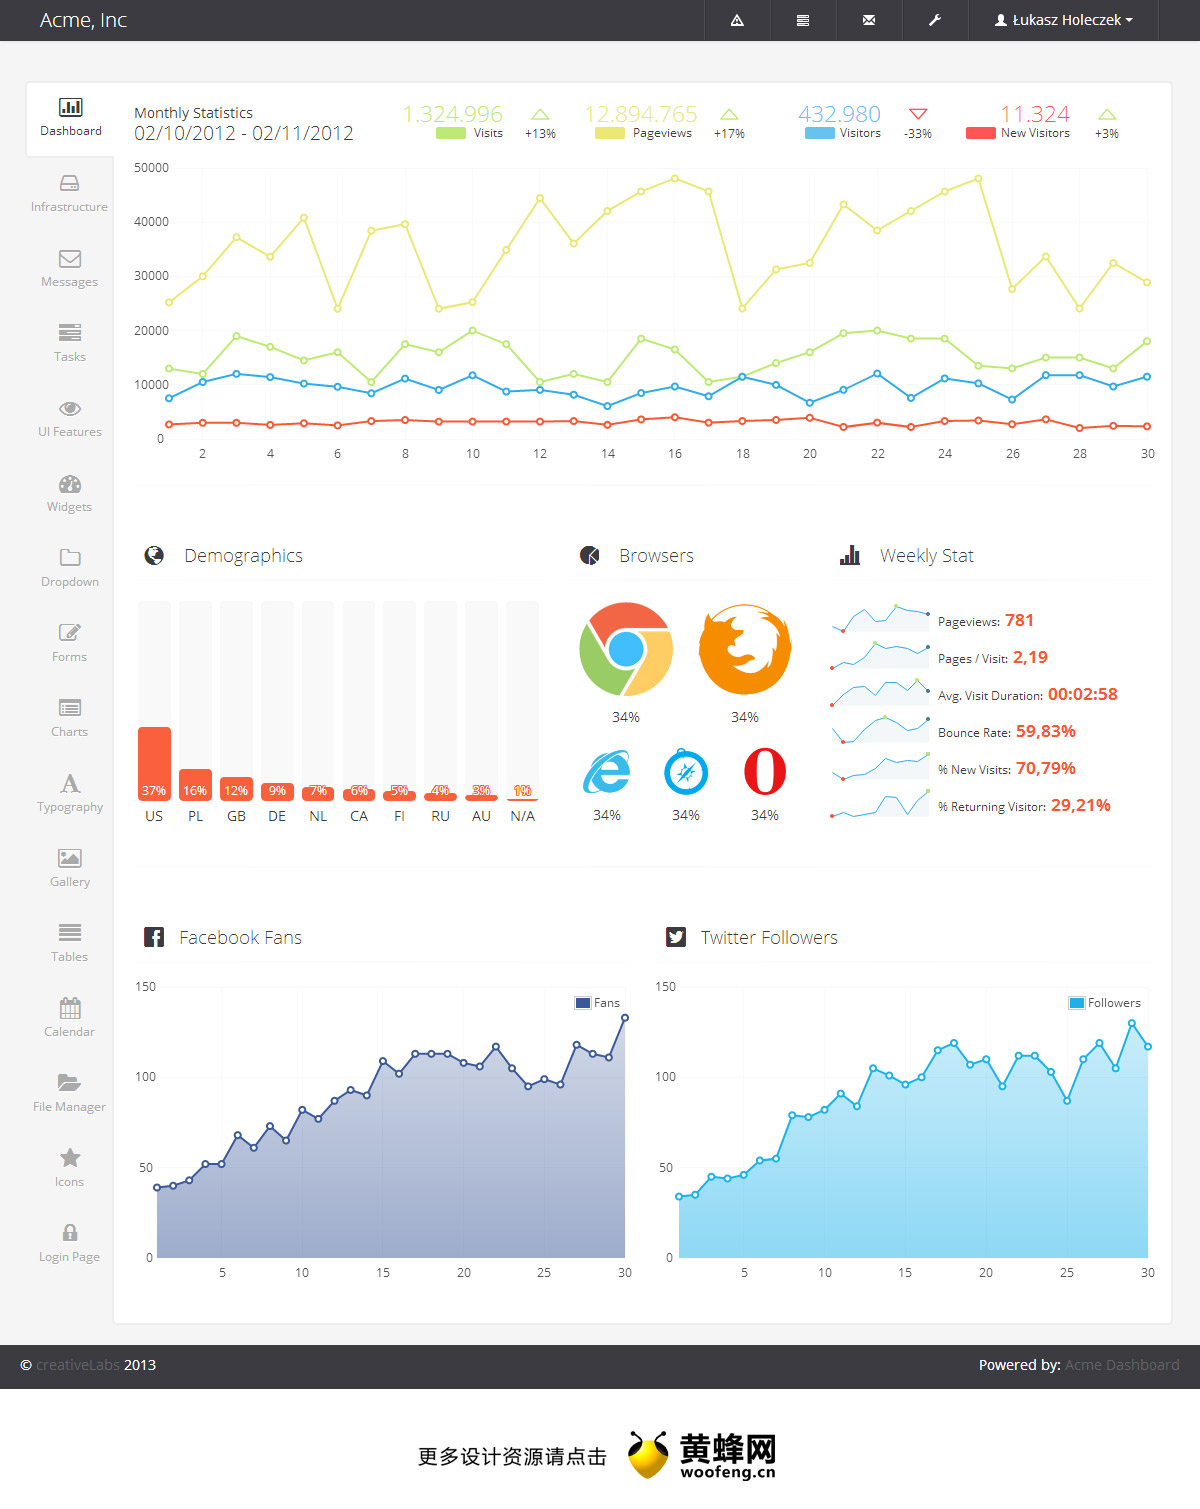 Acme, Inc
Łukasz Holeczek
Dashboard
Infrastructure
Messages
Tasks
UI Features
Widgets
Dropdown
Forms
Charts
Typography
Gallery
Tables
Calendar
File Manager
Icons
Login Page
Monthly Statistics
02/10/2012 - 02/11/2012
1.324.996
Visits +13%
12.894.765
Pageviews +17%
432.980
Visitors -33%
11.324
New Visitors +3%
50000
40000
30000
20000
10000
0
2 4 6 8 10 12 14 16 18 20 22 24 26 28 30
Demographics
37% 16% 12% 9% 7% 6% 5% 4% 3% 1%
US PL GB DE NL CA FI RU AU N/A
Browsers
34% 34%
34% 34% 34%
Weekly Stat
Pageviews: 781
Pages / Visit: 2,19
Avg. Visit Duration: 00:02:58
Bounce Rate: 59,83%
% New Visits: 70,79%
% Returning Visitor: 29,21%
Facebook Fans
150
100
50
0
Fans
5 10 15 20 25 30
Twitter Followers
150
100
50
0
Followers
5 10 15 20 25 30
© creativeLabs 2013
Powered by: Acme Dashboard
更多设计资源请点击
黄蜂网
woofeng.cn